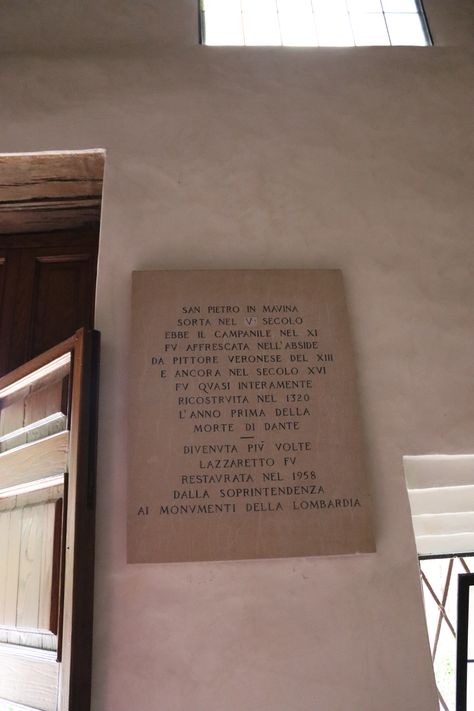 SAN PIETRO IN MAVINA
SORTA NEL V° SECOLO
EBBE IL CAMPANILE NEL XI
FV AFFRESCATA NELL'ABSIDE
DA PITTORE VERONESE DEL XIII
E ANCORA NEL SECOLO XVI
FV QVASI INTERAMENTE
RICOSTRVITA NEL 1320
L'ANNO PRIMA DELLA
MORTE DI DANTE
DIVENVTA PIV' VOLTE
LAZZARETTO FV
RESTAVRATA NEL 1958
DALLA SOPRINTENDENZA
AI MONVMENTI DELLA LOMBARDIA